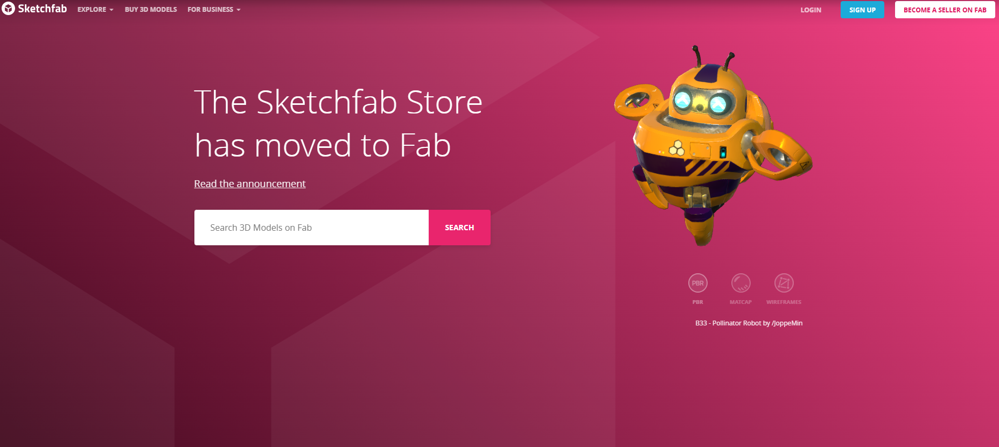 Sketchfab EXPLORE BUY 3D MODELS FOR BUSINESS LOGIN SIGN UP BECOME A SELLER ON FAB
The Sketchfab Store
has moved to Fab
Read the announcement
Search 3D Models on Fab SEARCH
PBR
PBR MATCAP WIREFRAMES
B33 - Pollinator Robot by /JoppeMin